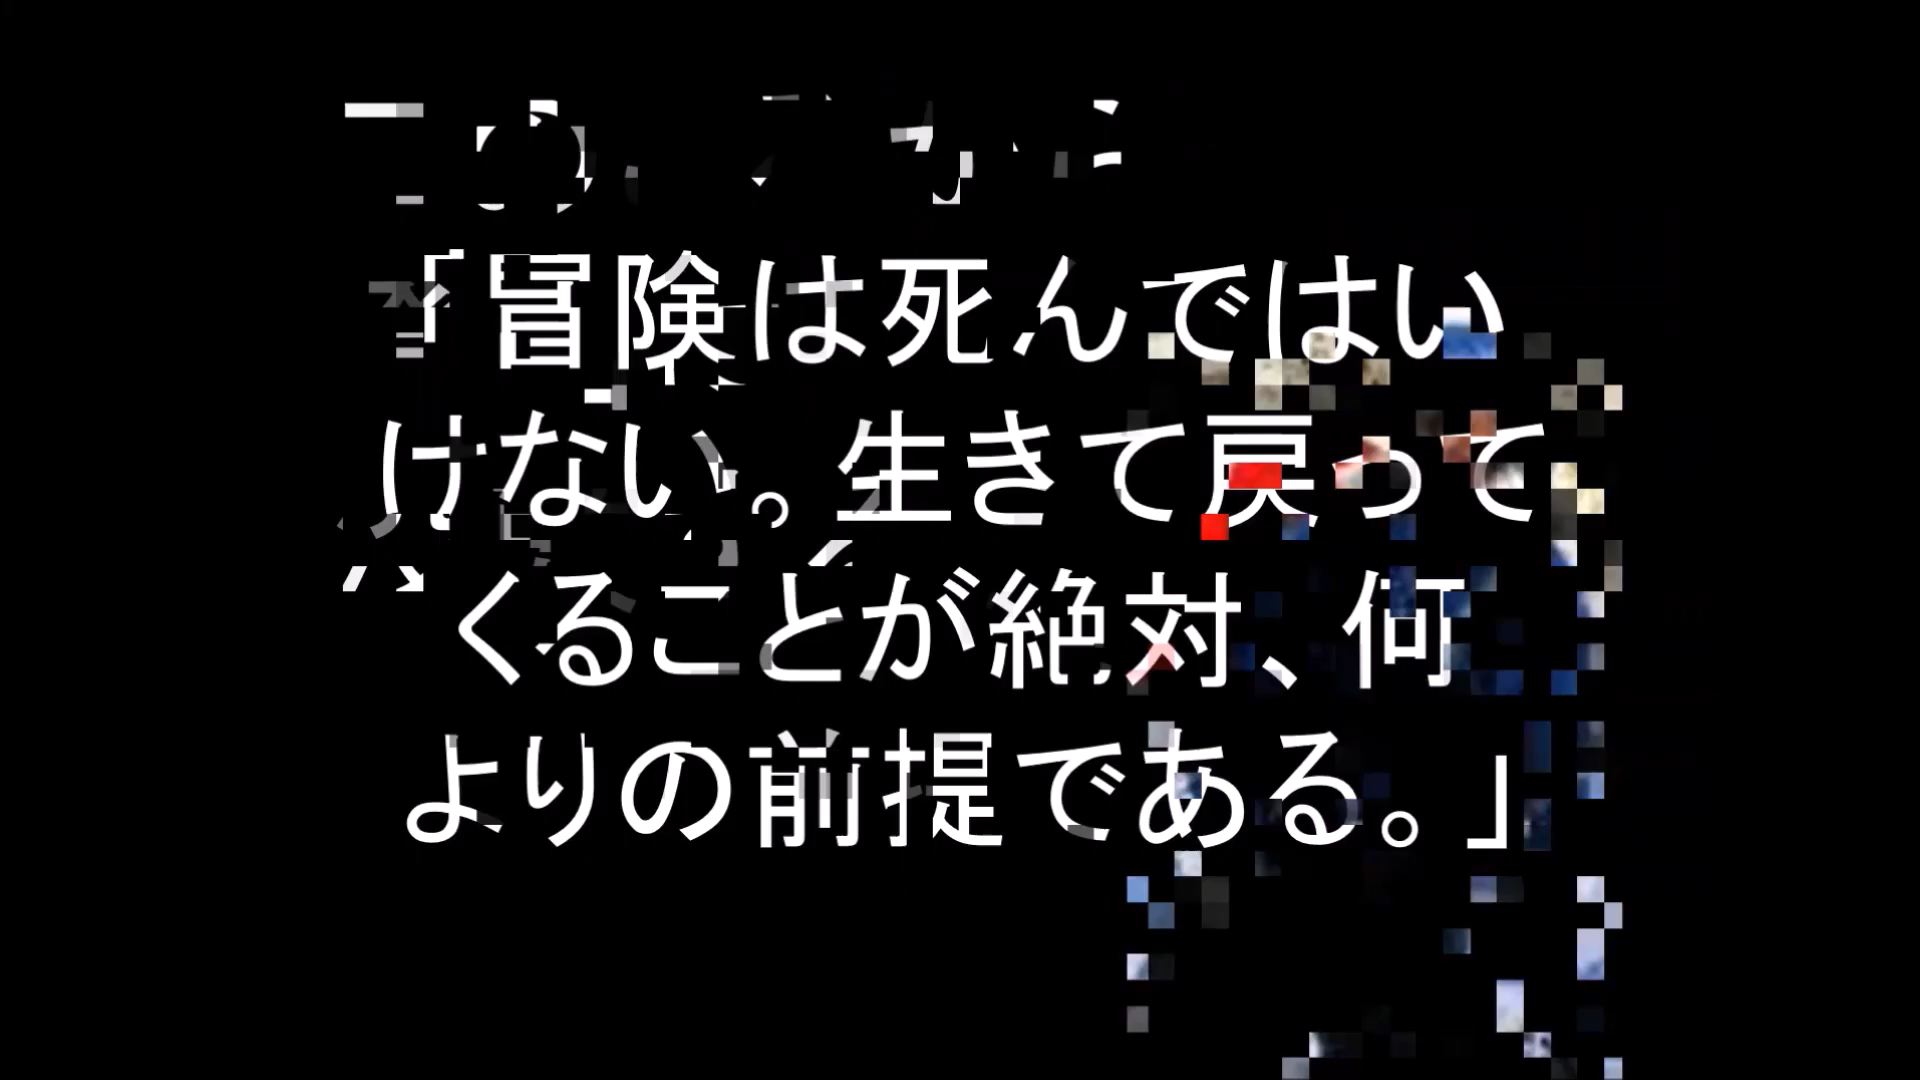 「冒険は死んではい
けない。生きて戻って
くることが絶対、何
よりの前提である。」